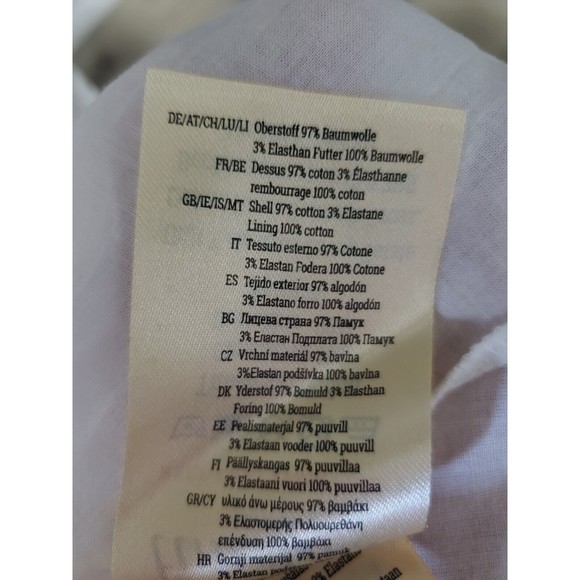 DE/AT/CH/LU/LI Oberstoff 97% Baumwolle
3% Elasthan Futter 100% Baumwolle
FR/BE Dessus 97% coton 3% Élasthanne
rembourrage 100% coton
GB/IE/IS/MT Shell 97% cotton 3% Elastane
Lining 100% cotton
IT Tessuto esterno 97% Cotone
3% Elastan Fodera 100% Cotone
ES Tejido exterior 97% algodón
3% Elastano forro 100% algodón
BG Лицева страна 97% Памук
3% Еластан Подплата 100% Памук
CZ Vrchní materiál 97% bavlna
3%Elastan podšívka 100% bavlna
DK Yderstof 97% Bomuld 3% Elasthan
Foring 100% Bomuld
EE Pealismaterjal 97% puuvill
3% Elastaan vooder 100% puuvill
FI Päällyskangas 97% puuvillaa
3% Elastaani vuori 100% puuvillaa
GR/CY υλικό άνω μέρους 97% βαμβάκι
3% Ελαστομερής Πολυουρεθάνη
επένδυση 100% βαμβάκι
HR Gornji materijal 97% pamuk
3% Elastan